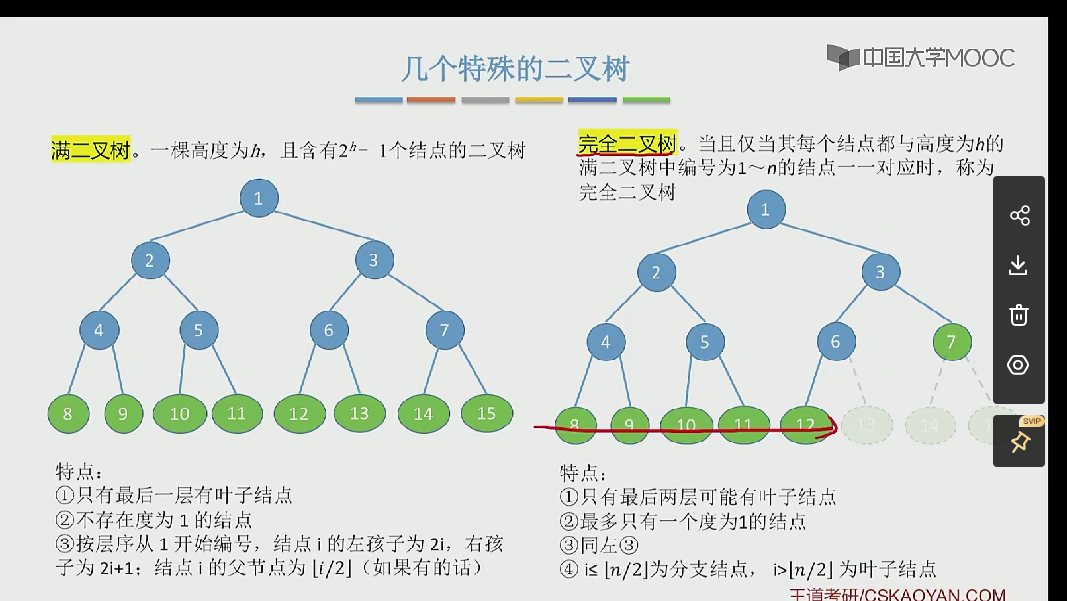 几个特殊的二叉树
中国大学MOOC
满二叉树。一棵高度为h，且含有2ʰ− 1个结点的二叉树
1
2 3
4 5 6 7
8 9 10 11 12 13 14 15
特点：
①只有最后一层有叶子结点
②不存在度为 1 的结点
③按层序从 1 开始编号，结点 i 的左孩子为 2i，右孩
子为 2i+1；结点 i 的父节点为 ⌊i/2⌋（如果有的话）
完全二叉树。当且仅当其每个结点都与高度为h的
满二叉树中编号为1～n的结点一一对应时，称为
完全二叉树
1
2 3
4 5 6 7
8 9 10 11 12 13 14
特点：
①只有最后两层可能有叶子结点
②最多只有一个度为1的结点
③同左③
④ i≤ ⌊n/2⌋为分支结点， i>⌊n/2⌋ 为叶子结点
SVIP
王道考研/CSKAOYAN.COM